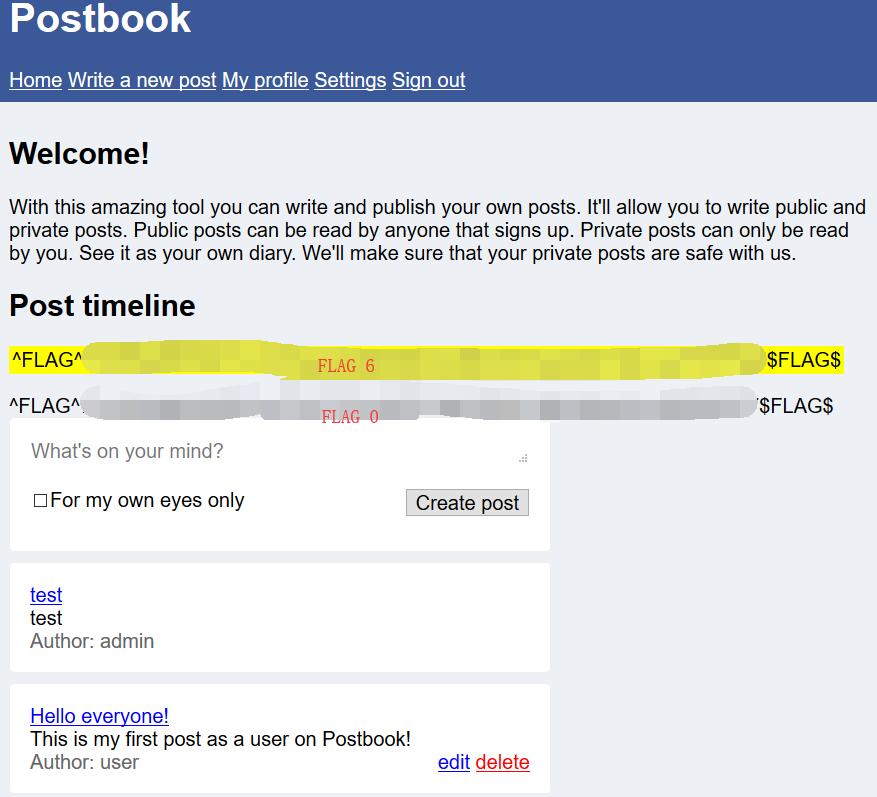 Postbook
Home Write a new post My profile Settings Sign out
Welcome!
With this amazing tool you can write and publish your own posts. It'll allow you to write public and
private posts. Public posts can be read by anyone that signs up. Private posts can only be read
by you. See it as your own diary. We'll make sure that your private posts are safe with us.
Post timeline
^FLAG^ FLAG 6 $FLAG$
^FLAG^ FLAG 0 $FLAG$
What's on your mind?
For my own eyes only Create post
test
test
Author: admin
Hello everyone!
This is my first post as a user on Postbook!
Author: user edit delete